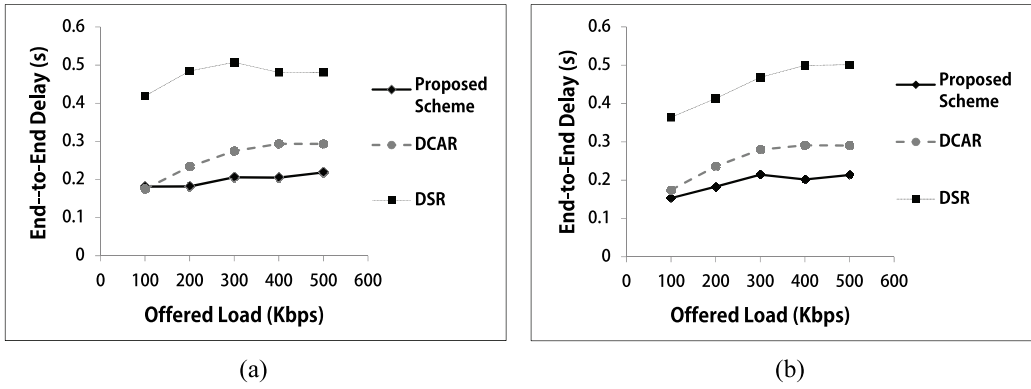 0.6
0.5
0.4
0.3
0.2
0.1
0
End--to-End Delay (s)
0 100 200 300 400 500 600
Offered Load (Kbps)
Proposed
Scheme
DCAR
DSR
(a)
0.6
0.5
0.4
0.3
0.2
0.1
0
End-to-End Delay (s)
0 100 200 300 400 500 600
Offered Load (Kbps)
Proposed
Scheme
DCAR
DSR
(b)